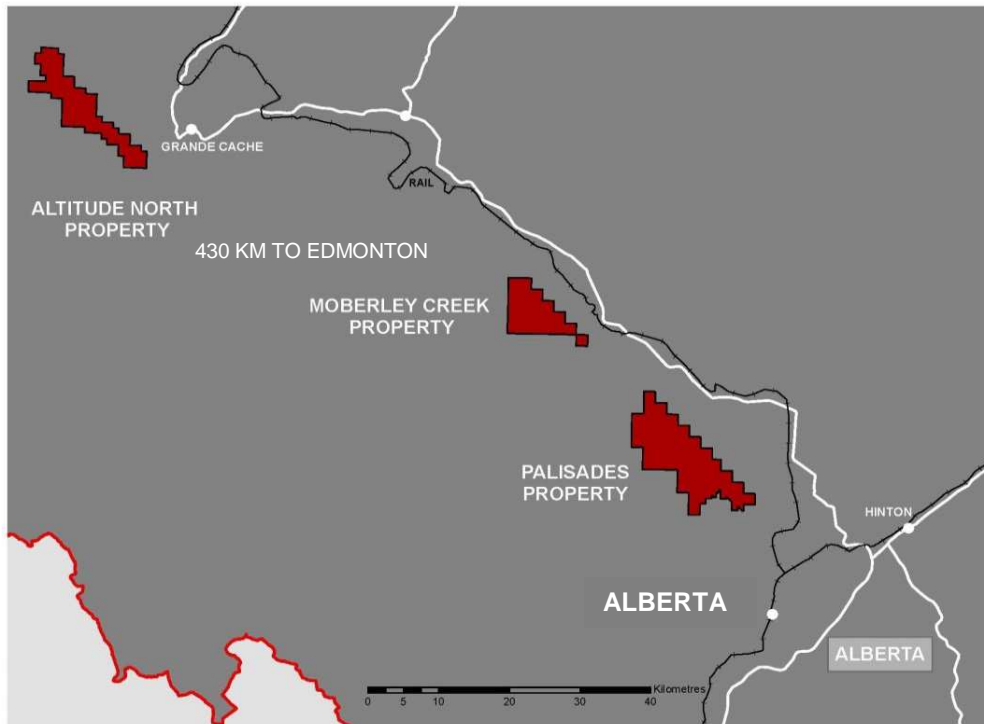 GRANDE CACHE
RAIL
ALTITUDE NORTH
PROPERTY
430 KM TO EDMONTON
MOBERLEY CREEK
PROPERTY
PALISADES
PROPERTY
HINTON
ALBERTA
ALBERTA
Kilometres
0 5 10 20 30 40